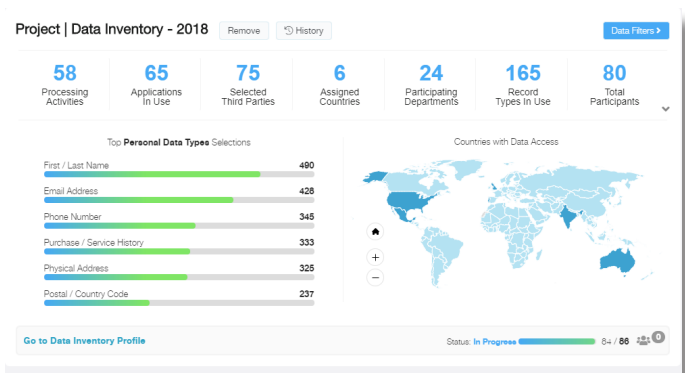 Project | Data Inventory - 2018
Remove
History
Data Filters >
58
Processing
Activities
65
Applications
In Use
75
Selected
Third Parties
6
Assigned
Countries
24
Participating
Departments
165
Record
Types In Use
80
Total
Participants
Top Personal Data Types Selections
First / Last Name 490
Email Address 428
Phone Number 345
Purchase / Service History 333
Physical Address 325
Postal / Country Code 237
Countries with Data Access
+
−
Go to Data Inventory Profile
Status: In Progress 84 / 86 0